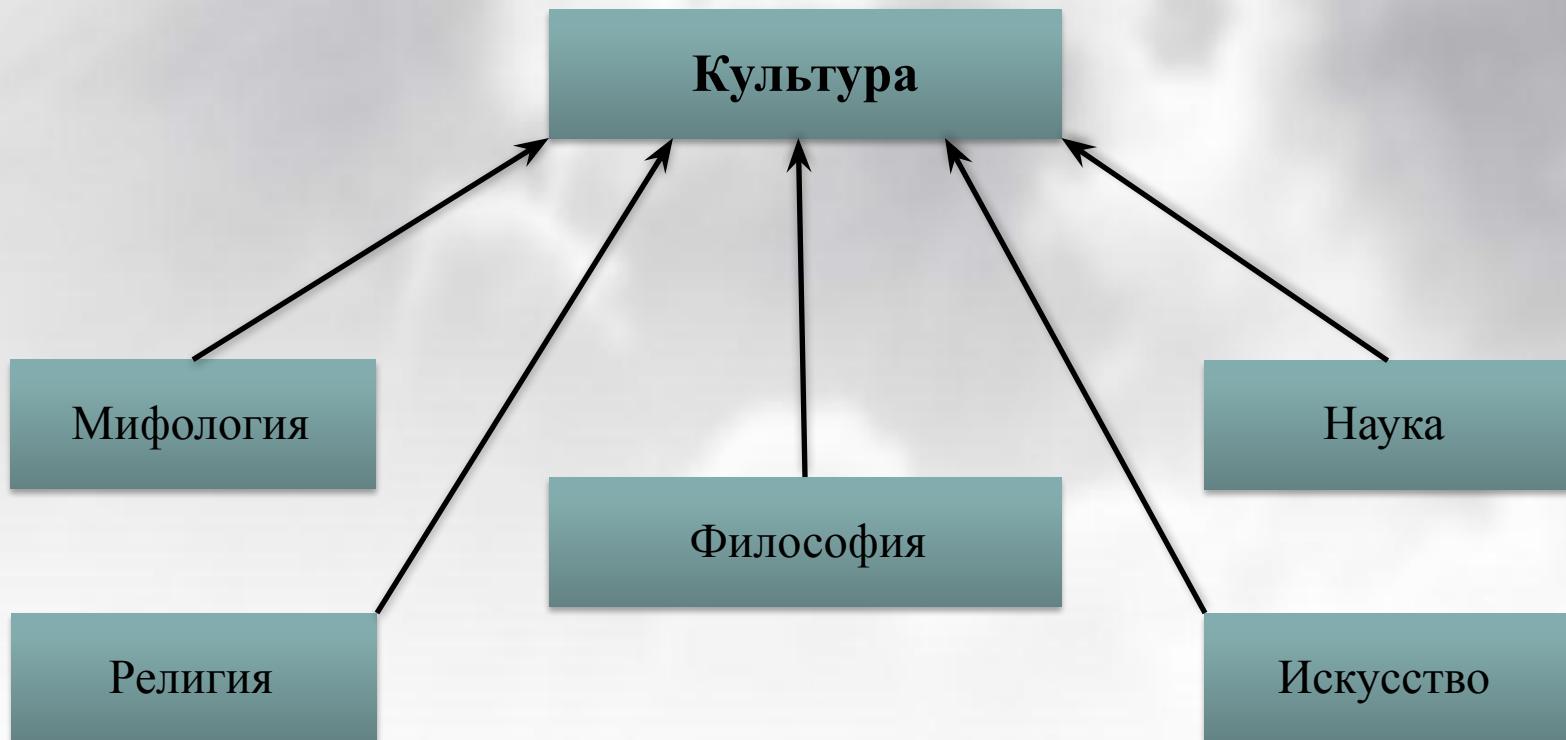 Культура
Мифология
Наука
Философия
Религия
Искусство